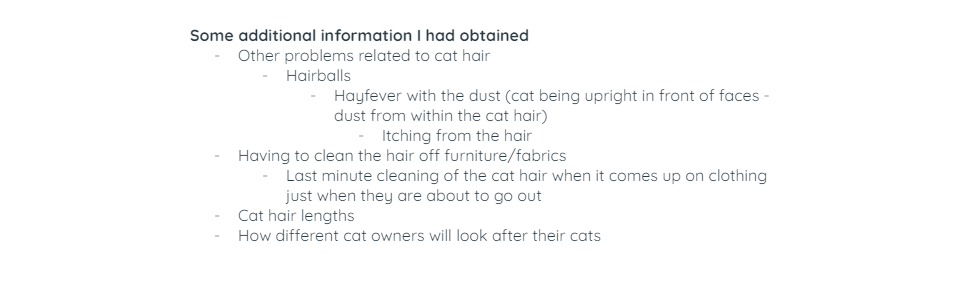 Some additional information I had obtained
- Other problems related to cat hair
- Hairballs
- Hayfever with the dust (cat being upright in front of faces -
dust from within the cat hair)
- Itching from the hair
- Having to clean the hair off furniture/fabrics
- Last minute cleaning of the cat hair when it comes up on clothing
just when they are about to go out
- Cat hair lengths
- How different cat owners will look after their cats